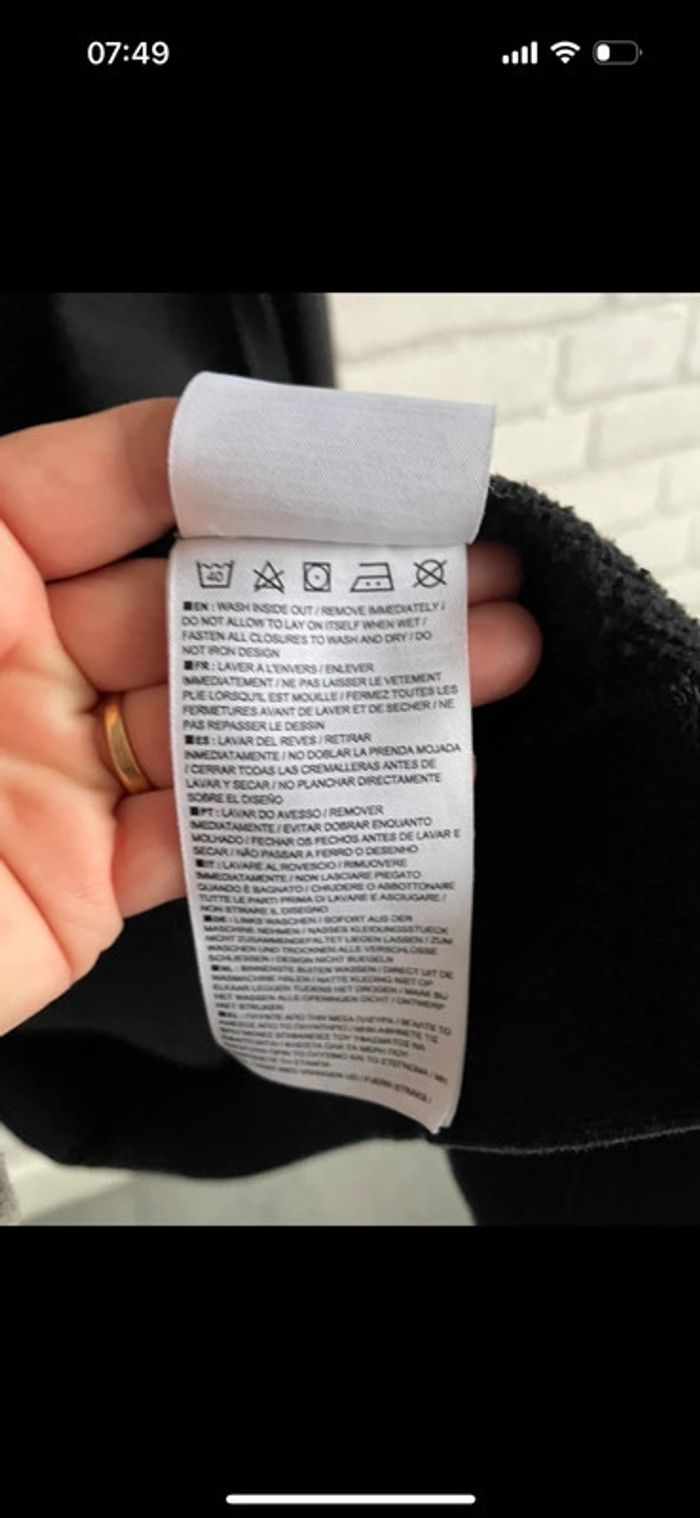 07:49
40
EN : WASH INSIDE OUT / REMOVE IMMEDIATELY /
DO NOT ALLOW TO LAY ON ITSELF WHEN WET /
FASTEN ALL CLOSURES TO WASH AND DRY / DO
NOT IRON DESIGN
FR : LAVER A L'ENVERS / ENLEVER
IMMEDIATEMENT / NE PAS LAISSER LE VETEMENT
PLIE LORSQU'IL EST MOUILLE / FERMEZ TOUTES LES
FERMETURES AVANT DE LAVER ET DE SECHER / NE
PAS REPASSER LE DESSIN
ES : LAVAR DEL REVES / RETIRAR
INMEDIATAMENTE / NO DOBLAR LA PRENDA MOJADA
/ CERRAR TODAS LAS CREMALLERAS ANTES DE
LAVAR Y SECAR / NO PLANCHAR DIRECTAMENTE
SOBRE EL DISEÑO
PT : LAVAR DO AVESSO / REMOVER
IMEDIATAMENTE / EVITAR DOBRAR ENQUANTO
MOLHADO / FECHAR OS FECHOS ANTES DE LAVAR E
SECAR / NÃO PASSAR A FERRO O DESENHO
IT : LAVARE AL ROVESCIO / RIMUOVERE
IMMEDIATAMENTE / NON LASCIARE PIEGATO
QUANDO È BAGNATO / CHIUDERE O ABBOTTONARE
TUTTE LE PARTI PRIMA DI LAVARE E ASCIUGARE /
NON STIRARE IL DISEGNO
DE : LINKS WASCHEN / SOFORT AUS DER
MASCHINE NEHMEN / NASSES KLEIDUNGSSTUECK
NICHT ZUSAMMENGEFALTET LIEGEN LASSEN / ZUM
WASCHEN UND TROCKNEN ALLE VERSCHLÜSSE
SCHLIESSEN / DESIGN NICHT BUEGELN
NL : BINNENSTE BUITEN WASSEN / DIRECT UIT DE
WASMACHINE HALEN / NATTE KLEDING NIET OP
ELKAAR LEGGEN TIJDENS HET DROGEN / MAAK BIJ
HET WASSEN ALLE OPENINGEN DICHT / ONTWERP
NIET STRIJKEN